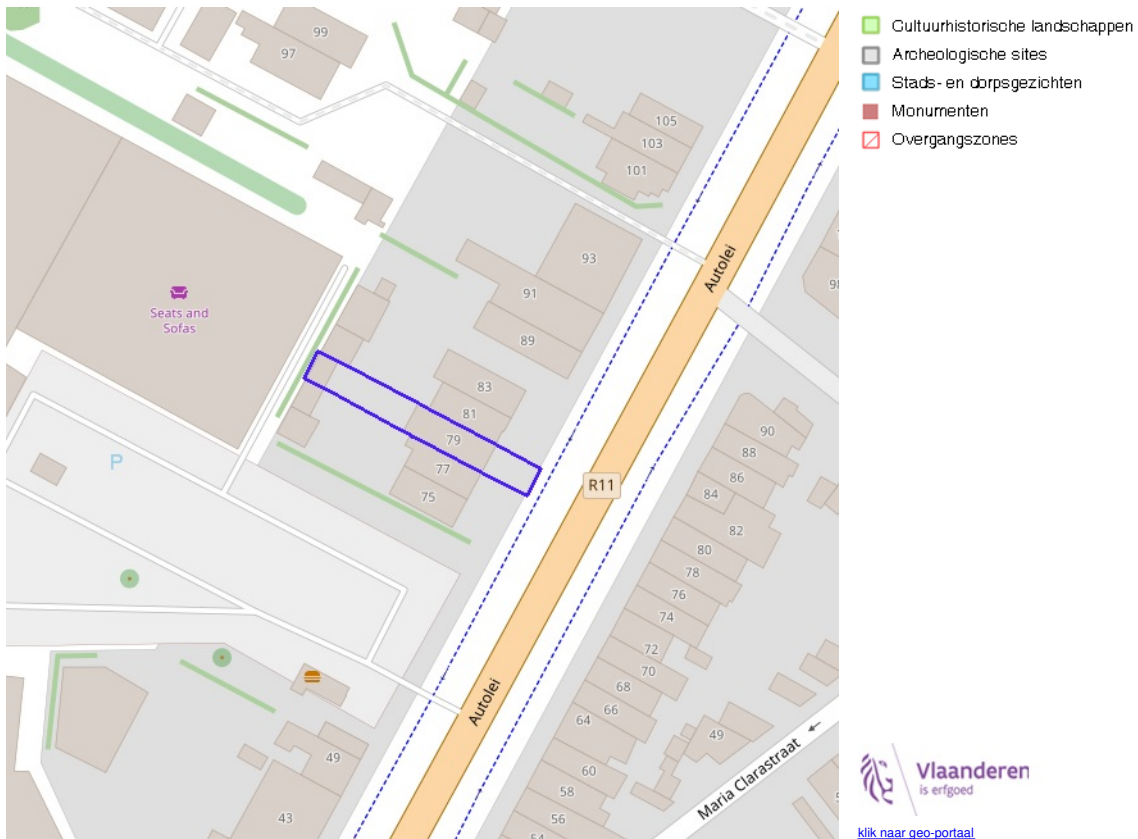 99
97
105
103
101
93
91
89
83
81
79
77
75
Seats and
Sofas
P
Autolei
R11
90
88
86
84
82
80
78
76
74
72
70
68
66
64
60
58
56
49
Maria Clarastraat
Autolei
49
43
Cultuurhistorische landschappen
Archeologische sites
Stads- en dorpsgezichten
Monumenten
Overgangszones
Vlaanderen
is erfgoed
klik naar geo-portaal